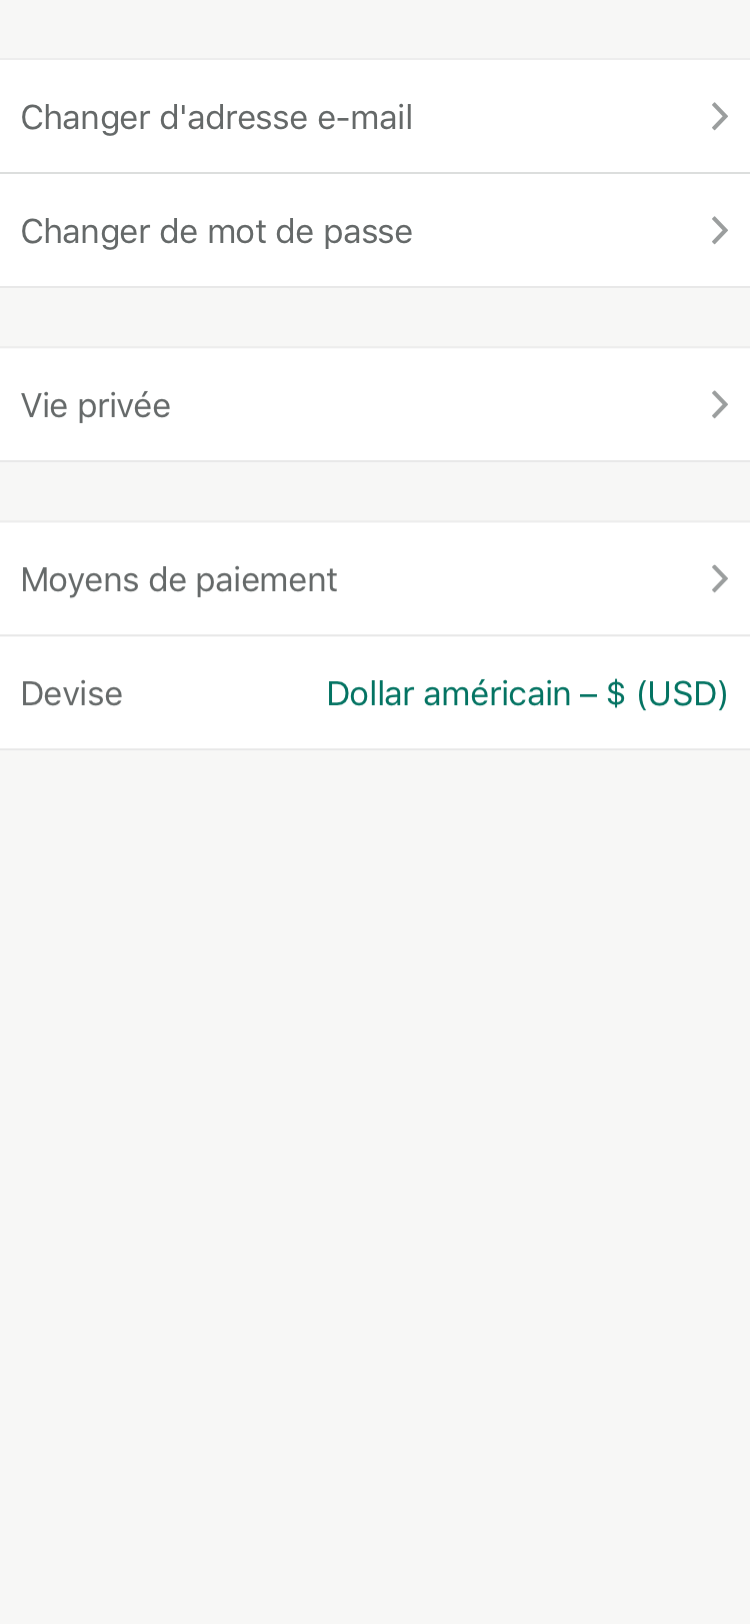 Changer d'adresse e-mail
Changer de mot de passe
Vie privée
Moyens de paiement
Devise Dollar américain – $ (USD)